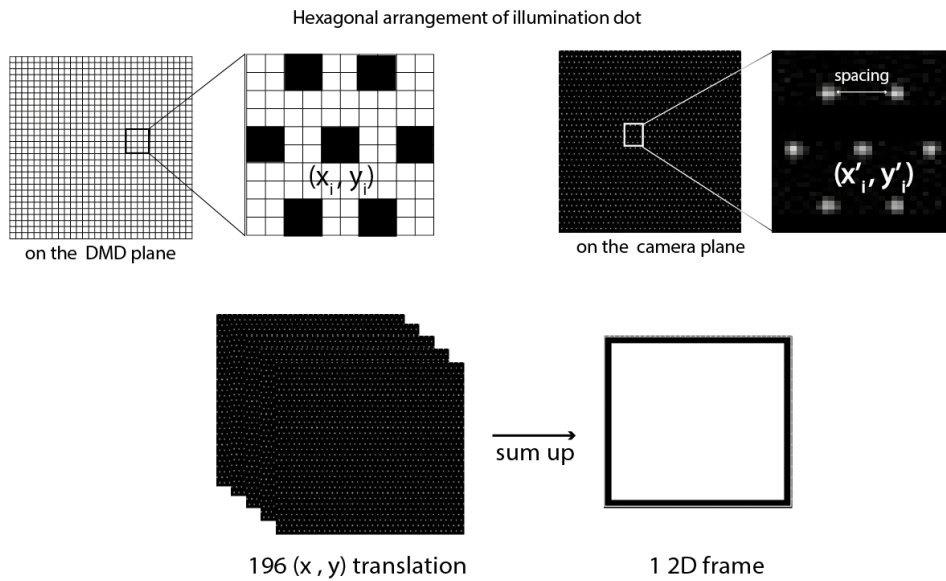 Hexagonal arrangement of illumination dot
spacing
(xi , yi)
(x′i, y′i)
on the DMD plane
on the camera plane
sum up
196 (x , y) translation
1 2D frame